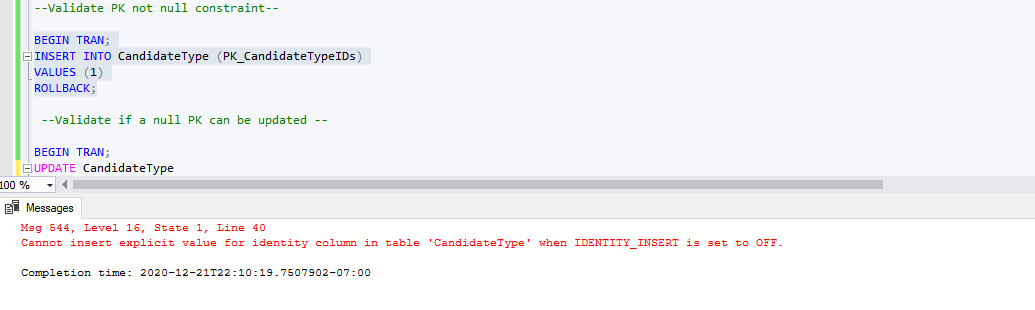 --Validate PK not null constraint--
BEGIN TRAN;
INSERT INTO CandidateType (PK_CandidateTypeIDs)
VALUES (1)
ROLLBACK;
--Validate if a null PK can be updated --
BEGIN TRAN;
UPDATE CandidateType
100 %
Messages
Msg 544, Level 16, State 1, Line 40
Cannot insert explicit value for identity column in table 'CandidateType' when IDENTITY_INSERT is set to OFF.
Completion time: 2020-12-21T22:10:19.7507902-07:00